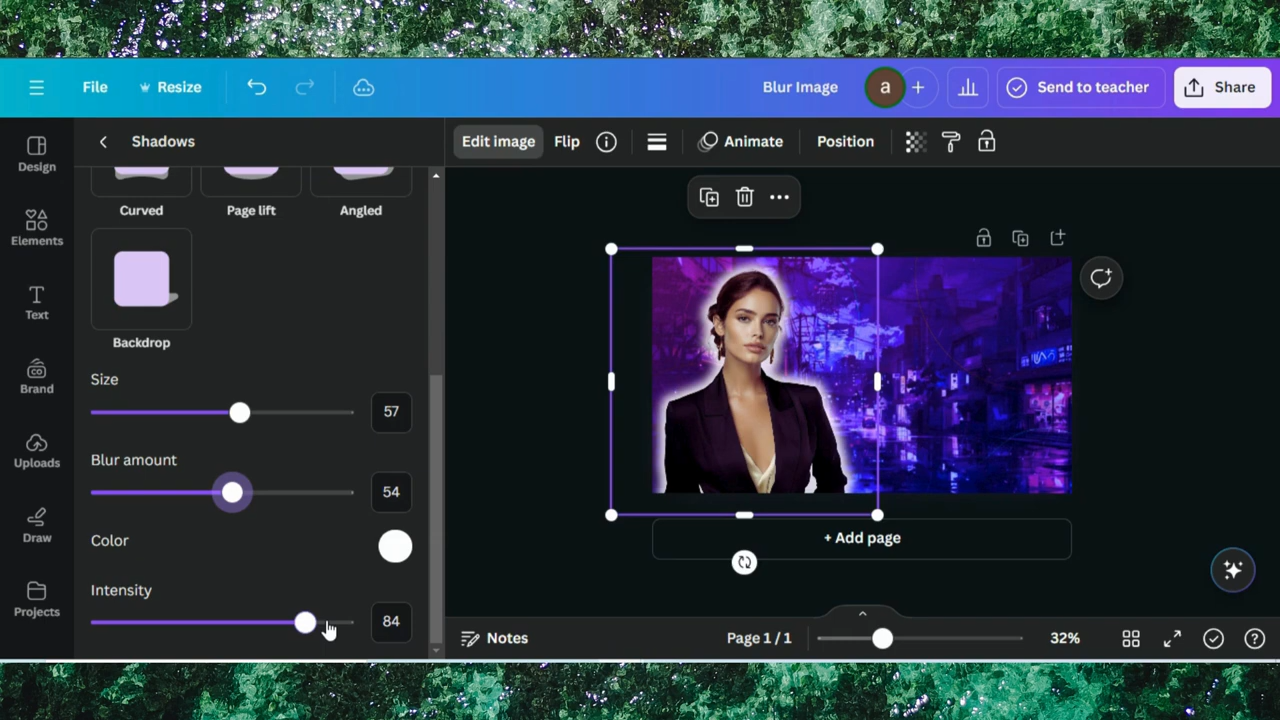 File
Resize
Blur Image
a
Send to teacher
Share
Design
Elements
Text
Brand
Uploads
Draw
Projects
Shadows
Curved
Page lift
Angled
Backdrop
Size
57
Blur amount
54
Color
Intensity
84
Edit image
Flip
Animate
Position
+ Add page
Notes
Page 1 / 1
32%